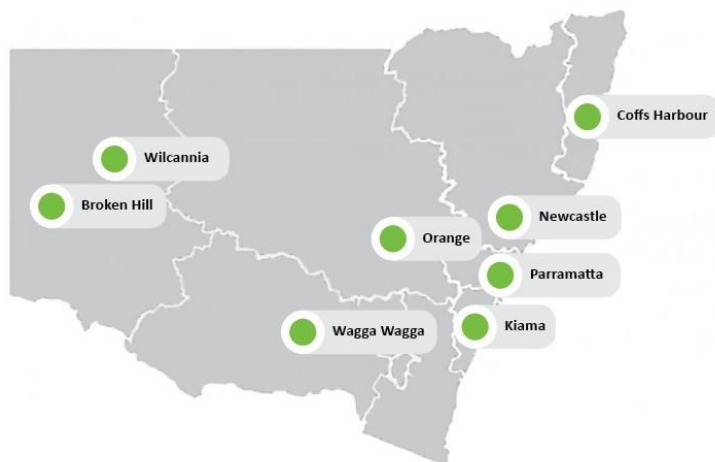 Coffs Harbour
Wilcannia
Broken Hill
Newcastle
Orange
Parramatta
Wagga Wagga
Kiama